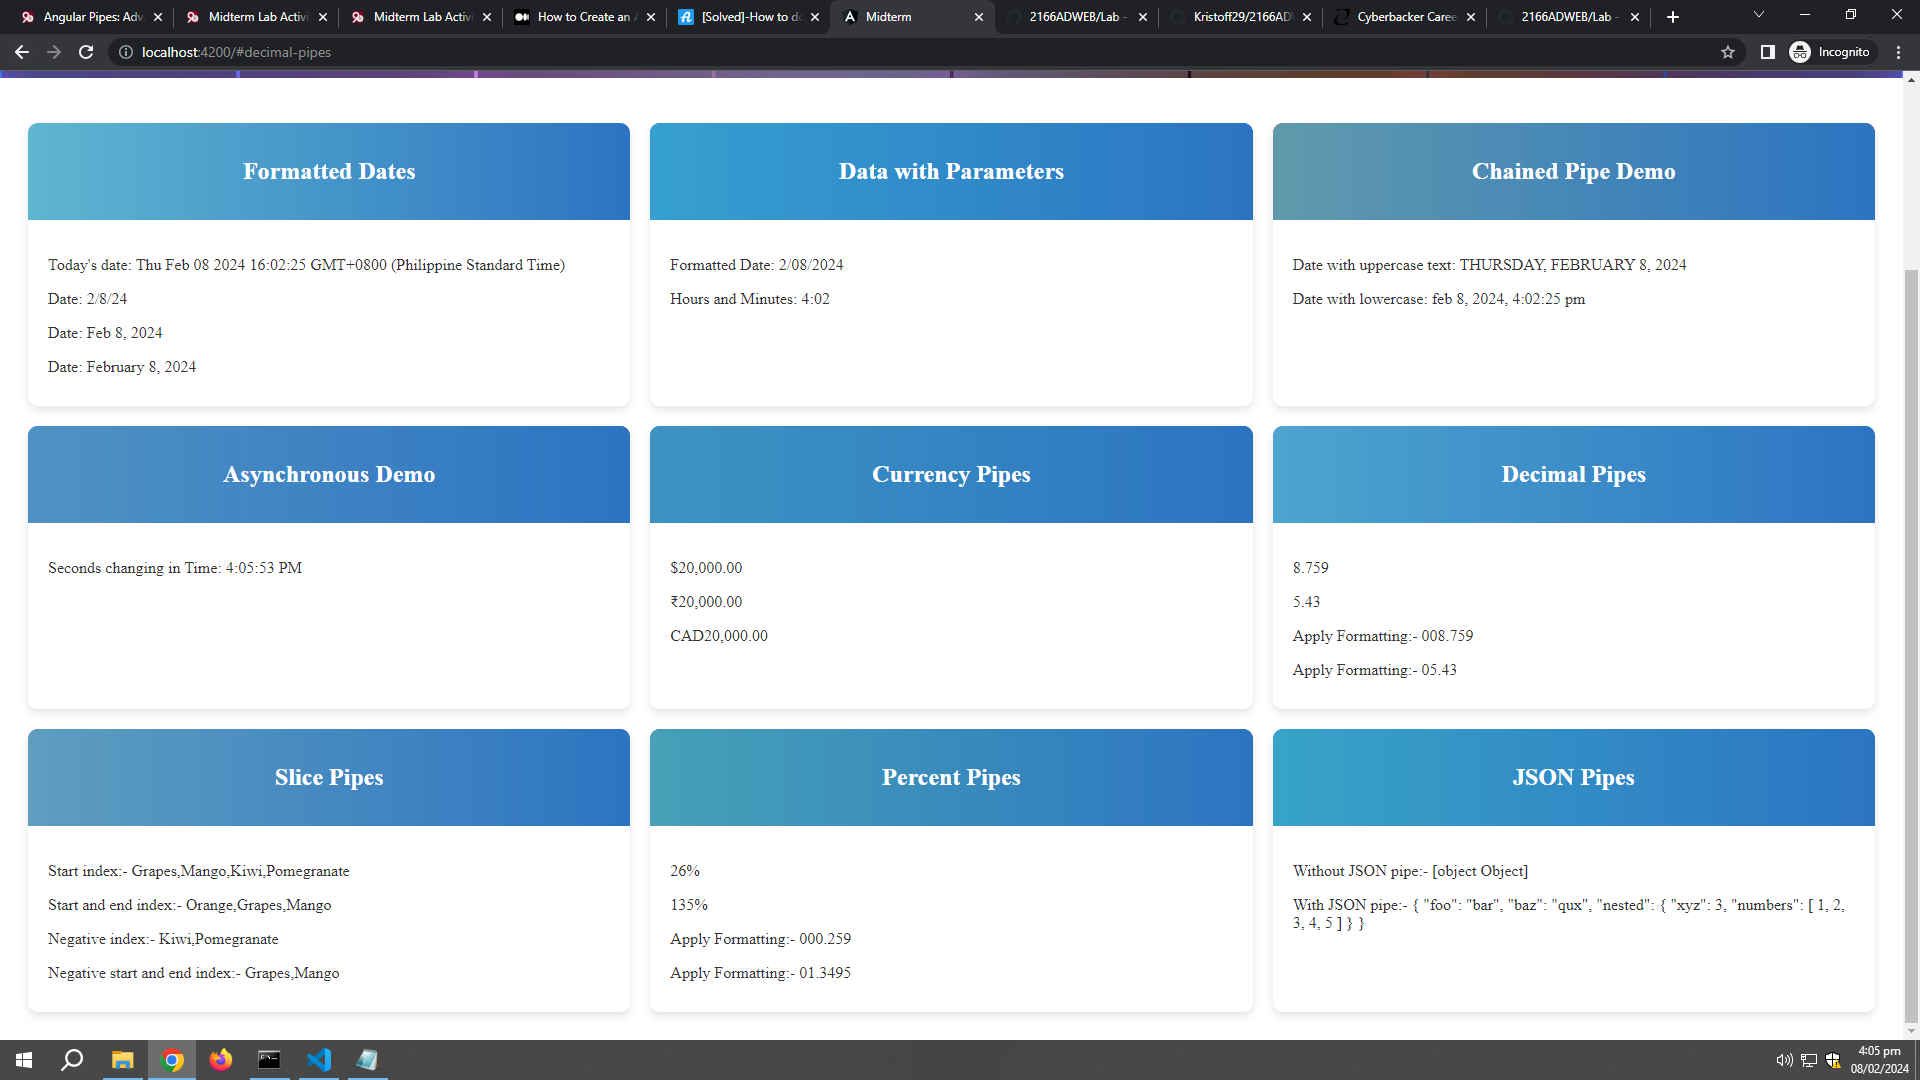 Angular Pipes: Adv
Midterm Lab Activi
Midterm Lab Activi
How to Create an A
[Solved]-How to do
Midterm
2166ADWEB/Lab -
Kristoff29/2166ADW
Cyberbacker Caree
2166ADWEB/Lab -
localhost:4200/#decimal-pipes
Incognito
Formatted Dates
Today's date: Thu Feb 08 2024 16:02:25 GMT+0800 (Philippine Standard Time)
Date: 2/8/24
Date: Feb 8, 2024
Date: February 8, 2024
Data with Parameters
Formatted Date: 2/08/2024
Hours and Minutes: 4:02
Chained Pipe Demo
Date with uppercase text: THURSDAY, FEBRUARY 8, 2024
Date with lowercase: feb 8, 2024, 4:02:25 pm
Asynchronous Demo
Seconds changing in Time: 4:05:53 PM
Currency Pipes
$20,000.00
₹20,000.00
CAD20,000.00
Decimal Pipes
8.759
5.43
Apply Formatting:- 008.759
Apply Formatting:- 05.43
Slice Pipes
Start index:- Grapes,Mango,Kiwi,Pomegranate
Start and end index:- Orange,Grapes,Mango
Negative index:- Kiwi,Pomegranate
Negative start and end index:- Grapes,Mango
Percent Pipes
26%
135%
Apply Formatting:- 000.259
Apply Formatting:- 01.3495
JSON Pipes
Without JSON pipe:- [object Object]
With JSON pipe:- { "foo": "bar", "baz": "qux", "nested": { "xyz": 3, "numbers": [ 1, 2,
3, 4, 5 ] } }
4:05 pm
08/02/2024